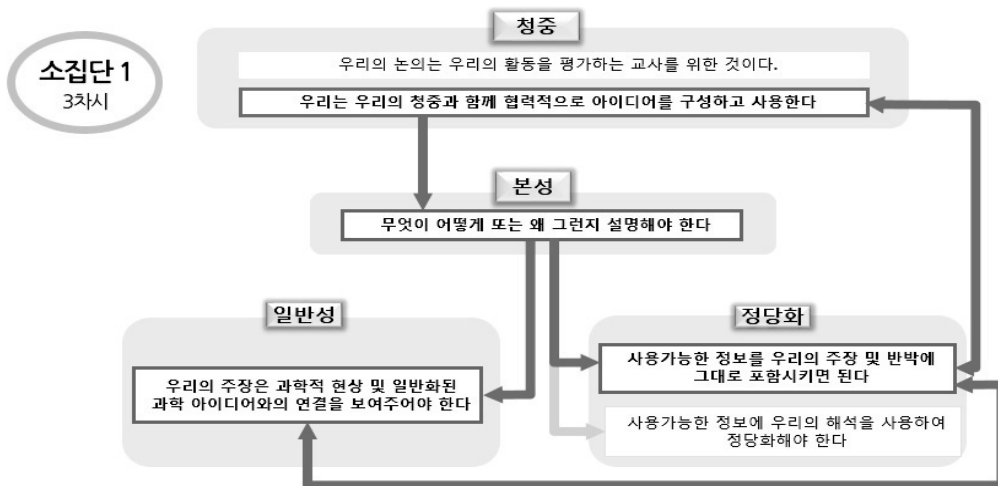 소집단 1
3차시
청중
우리의 논의는 우리의 활동을 평가하는 교사를 위한 것이다.
우리는 우리의 청중과 함께 협력적으로 아이디어를 구성하고 사용한다
본성
무엇이 어떻게 또는 왜 그런지 설명해야 한다
일반성
우리의 주장은 과학적 현상 및 일반화된
과학 아이디어와의 연결을 보여주어야 한다
정당화
사용가능한 정보를 우리의 주장 및 반박에
그대로 포함시키면 된다
사용가능한 정보에 우리의 해석을 사용하여
정당화해야 한다